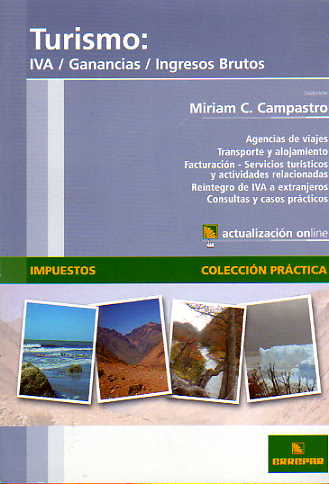 Turismo:
IVA / Ganancias / Ingresos Brutos
Miriam C. Campastro
Agencias de viajes
Transporte y alojamiento
Facturación - Servicios turísticos
y actividades relacionadas
Reintegro de IVA a extranjeros
Consultas y casos prácticos
actualización online
IMPUESTOS
COLECCIÓN PRÁCTICA
ERREPAR